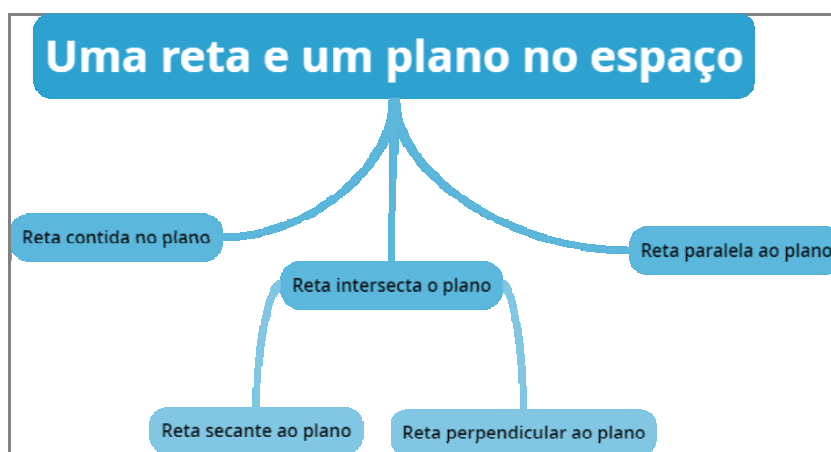 Uma reta e um plano no espaço
Reta contida no plano
Reta paralela ao plano
Reta intersecta o plano
Reta secante ao plano
Reta perpendicular ao plano